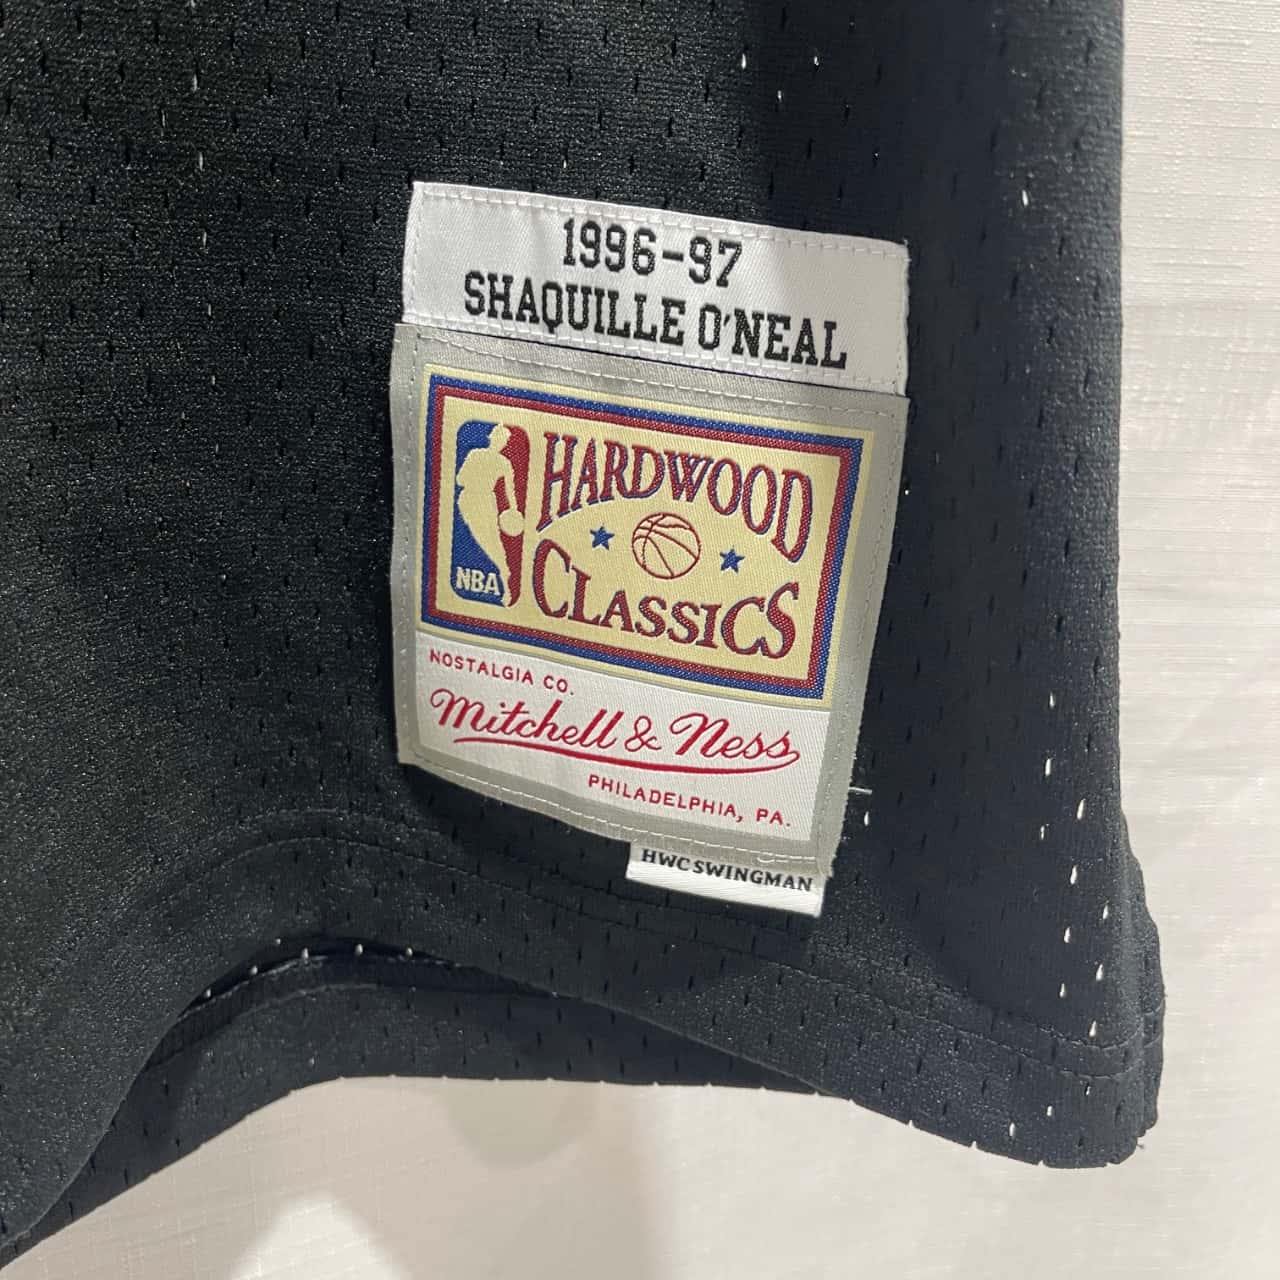 1996-97
SHAQUILLE O'NEAL
HARDWOOD
CLASSICS
NBA
NOSTALGIA CO.
Mitchell & Ness
PHILADELPHIA, PA.
HWC SWINGMAN